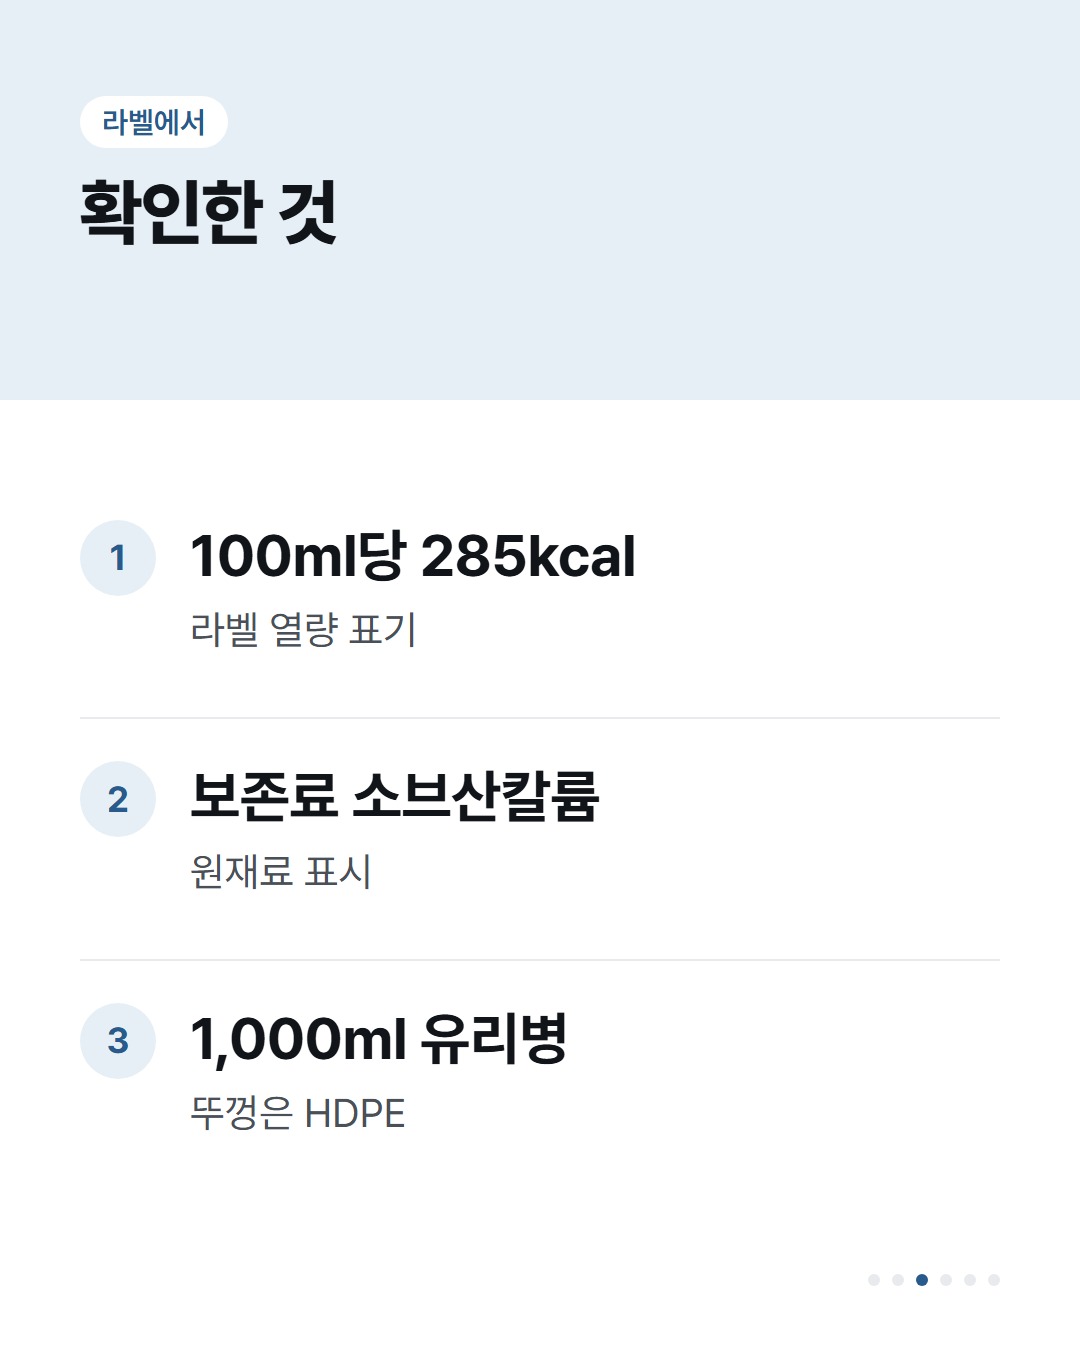 라벨에서
확인한 것
1
100ml당 285kcal
라벨 열량 표기
2
보존료 소브산칼륨
원재료 표시
3
1,000ml 유리병
뚜껑은 HDPE